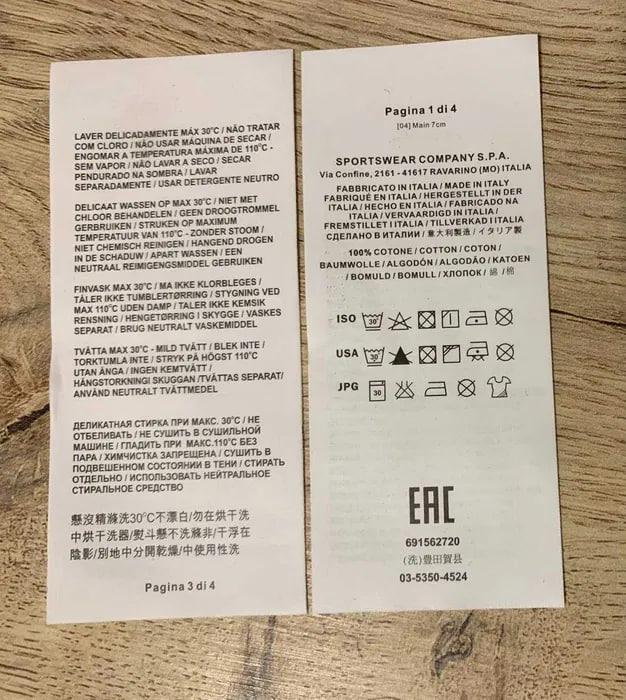 LAVER DELICADAMENTE MÁX 30°C / NÃO TRATAR
COM CLORO / NÃO USAR MÁQUINA DE SECAR /
ENGOMAR A TEMPERATURA MÁXIMA DE 110°C -
SEM VAPOR / NÃO LAVAR A SECO / SECAR
PENDURADO NA SOMBRA / LAVAR
SEPARADAMENTE / USAR DETERGENTE NEUTRO
DELICAAT WASSEN OP MAX 30°C / NIET MET
CHLOOR BEHANDELEN / GEEN DROOGTROMMEL
GERBRUIKEN / STRUKEN OP MAXIMUM
TEMPERATUUR VAN 110°C - ZONDER STOOM /
NIET CHEMISCH REINIGEN / HANGEND DROGEN
IN DE SCHADUW / APART WASSEN / EEN
NEUTRAAL REIMIGENGSMIDDEL GEBRUIKEN
FINVASK MAX 30°C / MA IKKE KLORBLEGES /
TÅLER IKKE TUMBLERTØRRING / STYGNING VED
MAX 110°C UDEN DAMP / TALER IKKE KEMSIK
RENSNING / HENGETØRRING I SKYGGE / VASKES
SEPARAT / BRUG NEUTRALT VASKEMIDDEL
TVÄTTA MAX 30°C - MILD TVÄTT / BLEK INTE /
TORKTUMLA INTE / STRYK PÅ HÖGST 110°C
UTAN ÅNGA / INGEN KEMTVÄTT /
HÄNGSTORKNINGI SKUGGAN /TVÄTTAS SEPARAT/
ANVÄND NEUTRALT TVÄTTMEDEL
ДЕЛИКАТНАЯ СТИРКА ПРИ МАКС. 30°C / НЕ
ОТБЕЛИВАТЬ / НЕ СУШИТЬ В СУШИЛЬНОЙ
МАШИНЕ / ГЛАДИТЬ ПРИ МАКС.110°C БЕЗ
ПАРА / ХИМЧИСТКА ЗАПРЕЩЕНА / СУШИТЬ В
ПОДВЕШЕННОМ СОСТОЯНИИ В ТЕНИ / СТИРАТЬ
ОТДЕЛЬНО / ИСПОЛЬЗОВАТЬ НЕЙТРАЛЬНОЕ
СТИРАЛЬНОЕ СРЕДСТВО
懸沒精滌洗30°C不漂白/勿在烘干洗
中烘干洗器/熨斗懸不洗滌非/干浮在
陰影/別地中分開乾燥/中使用性洗
Pagina 3 di 4
Pagina 1 di 4
[04] Main 7cm
SPORTSWEAR COMPANY S.P.A.
Via Confine, 2161 - 41617 RAVARINO (MO) ITALIA
FABBRICATO IN ITALIA / MADE IN ITALY
FABRIQUÉ EN ITALIA / HERGESTELLT IN DER
ITALIA / HECHO EN ITALIA / FABRICADO NA
ITALIA / VERVAARDIGD IN ITALIA /
FREMSTILLET I ITALIA / TILLVERKAD I ITALIA
СДЕЛАНО В ИТАЛИИ / 意大利製造 / イタリア製
100% COTONE / COTTON / COTON /
BAUMWOLLE / ALGODÓN / ALGODÃO / KATOEN
/ BOMULD / BOMULL / ХЛОПОК / 綿 / 棉
ISO 30
USA 30
JPG 30
EAC
691562720
(洗)豊田賀县
03-5350-4524